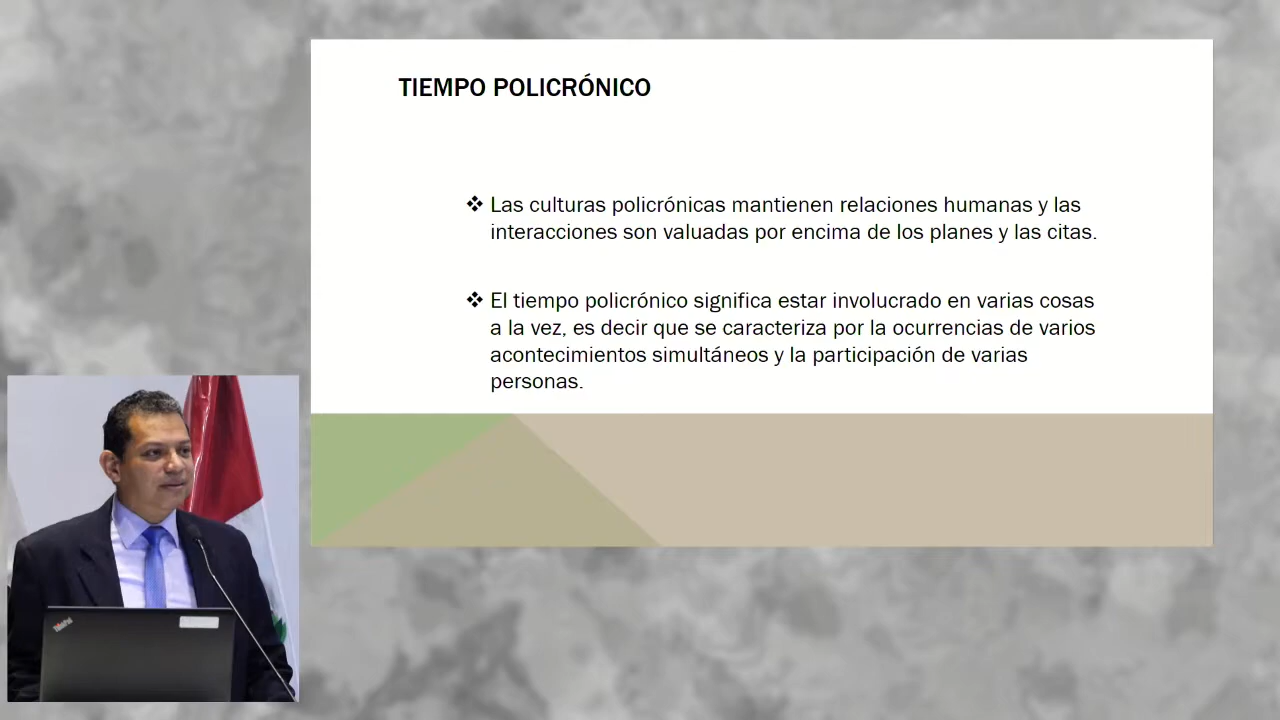 TIEMPO POLICRÓNICO
❖ Las culturas policrónicas mantienen relaciones humanas y las
interacciones son valuadas por encima de los planes y las citas.
❖ El tiempo policrónico significa estar involucrado en varias cosas
a la vez, es decir que se caracteriza por la ocurrencias de varios
acontecimientos simultáneos y la participación de varias
personas.
ThinkPad